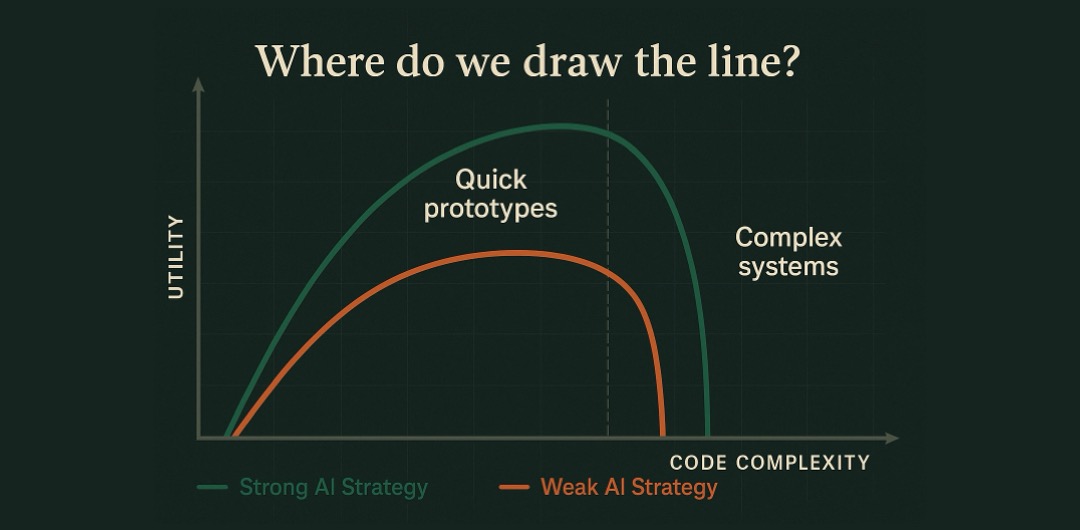 Where do we draw the line?
Quick
prototypes
Complex
systems
UTILITY
CODE COMPLEXITY
Strong AI Strategy
Weak AI Strategy